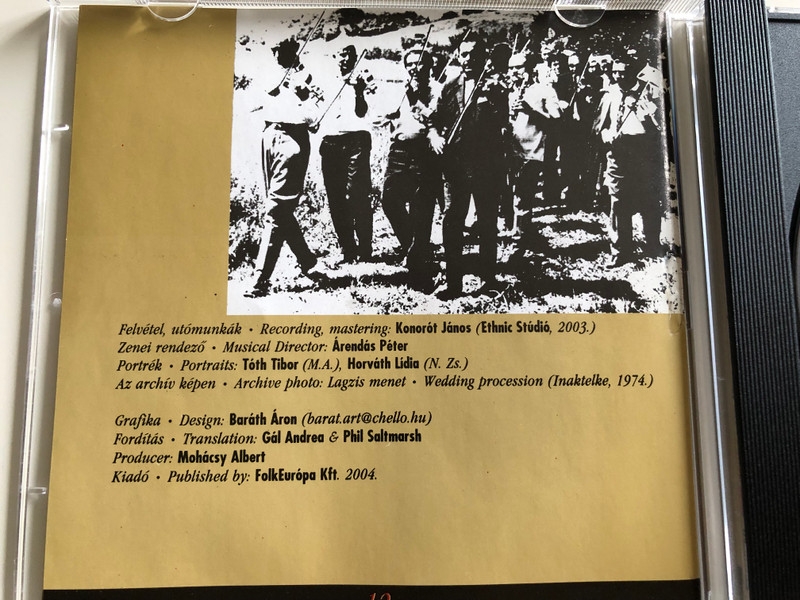 Felvétel, utómunkák • Recording, mastering: Konorót János (Ethnic Stúdió, 2003.)
Zenei rendező • Musical Director: Árendás Péter
Portrék • Portraits: Tóth Tibor (M.A.), Horváth Lídia (N. Zs.)
Az archív képen • Archive photo: Lagzis menet • Wedding procession (Inaktelke, 1974.)
Grafika • Design: Baráth Áron (barat.art@chello.hu)
Fordítás • Translation: Gál Andrea & Phil Saltmarsh
Producer: Mohácsy Albert
Kiadó • Published by: FolkEurópa Kft. 2004.